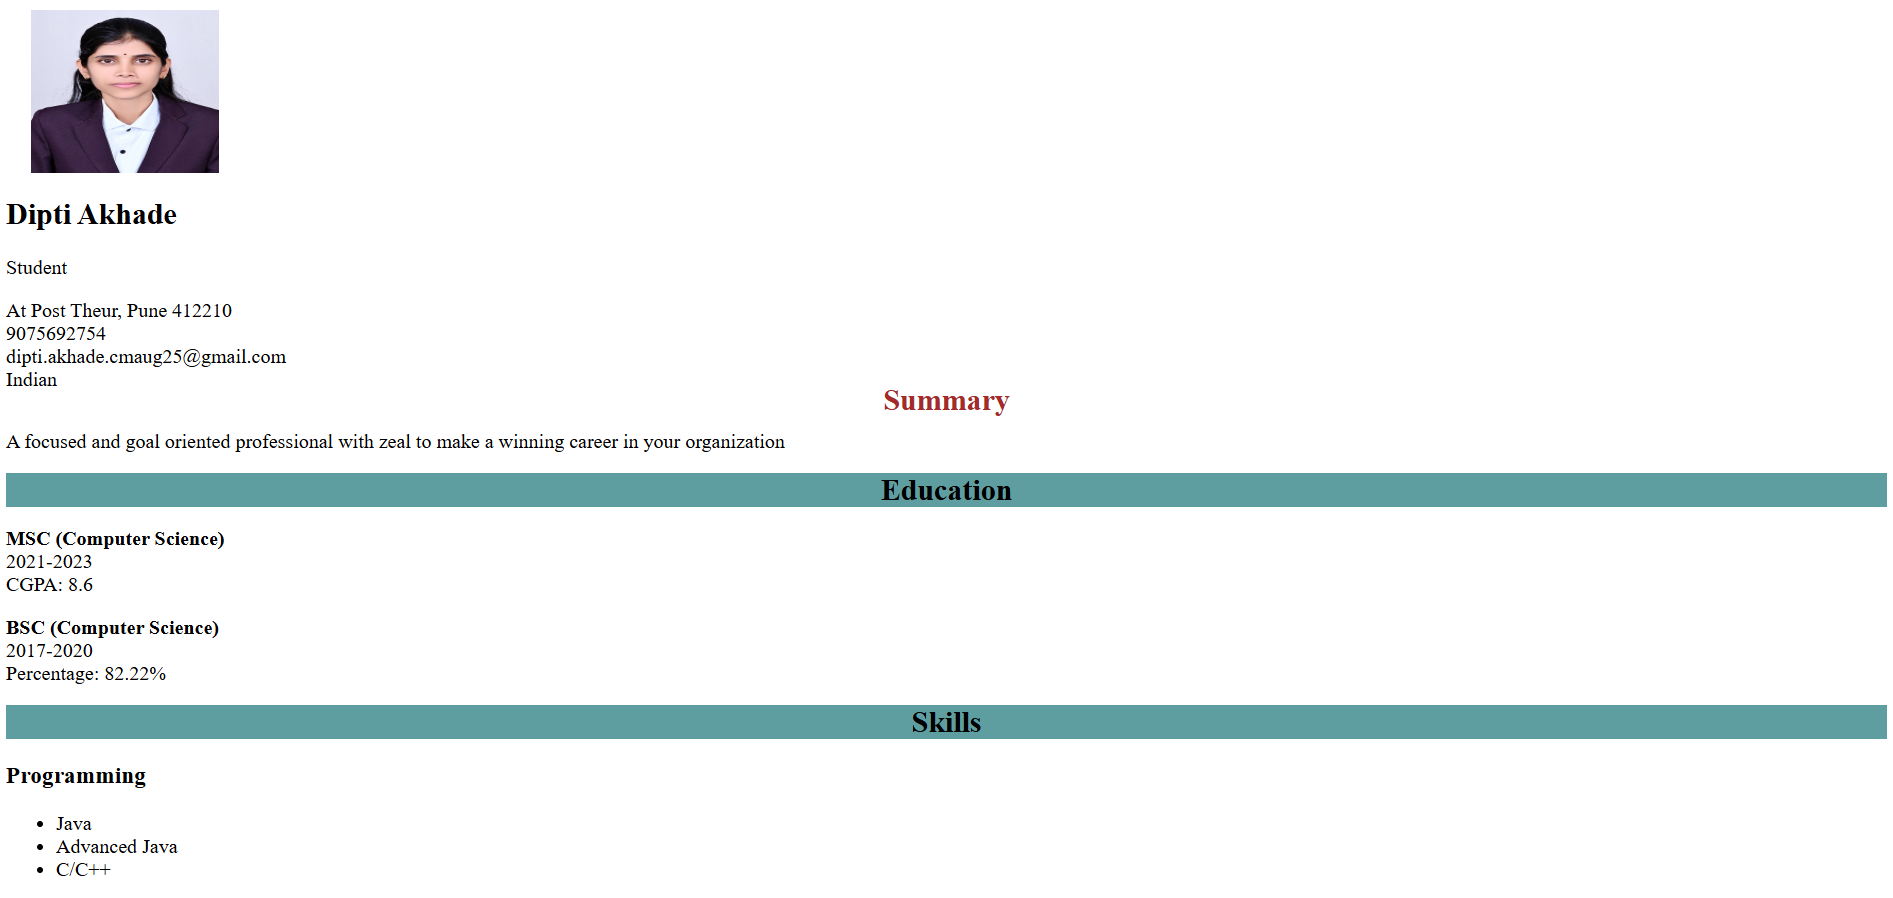 Dipti Akhade
Student
At Post Theur, Pune 412210
9075692754
dipti.akhade.cmaug25@gmail.com
Indian
Summary
A focused and goal oriented professional with zeal to make a winning career in your organization
Education
MSC (Computer Science)
2021-2023
CGPA: 8.6
BSC (Computer Science)
2017-2020
Percentage: 82.22%
Skills
Programming
• Java
• Advanced Java
• C/C++